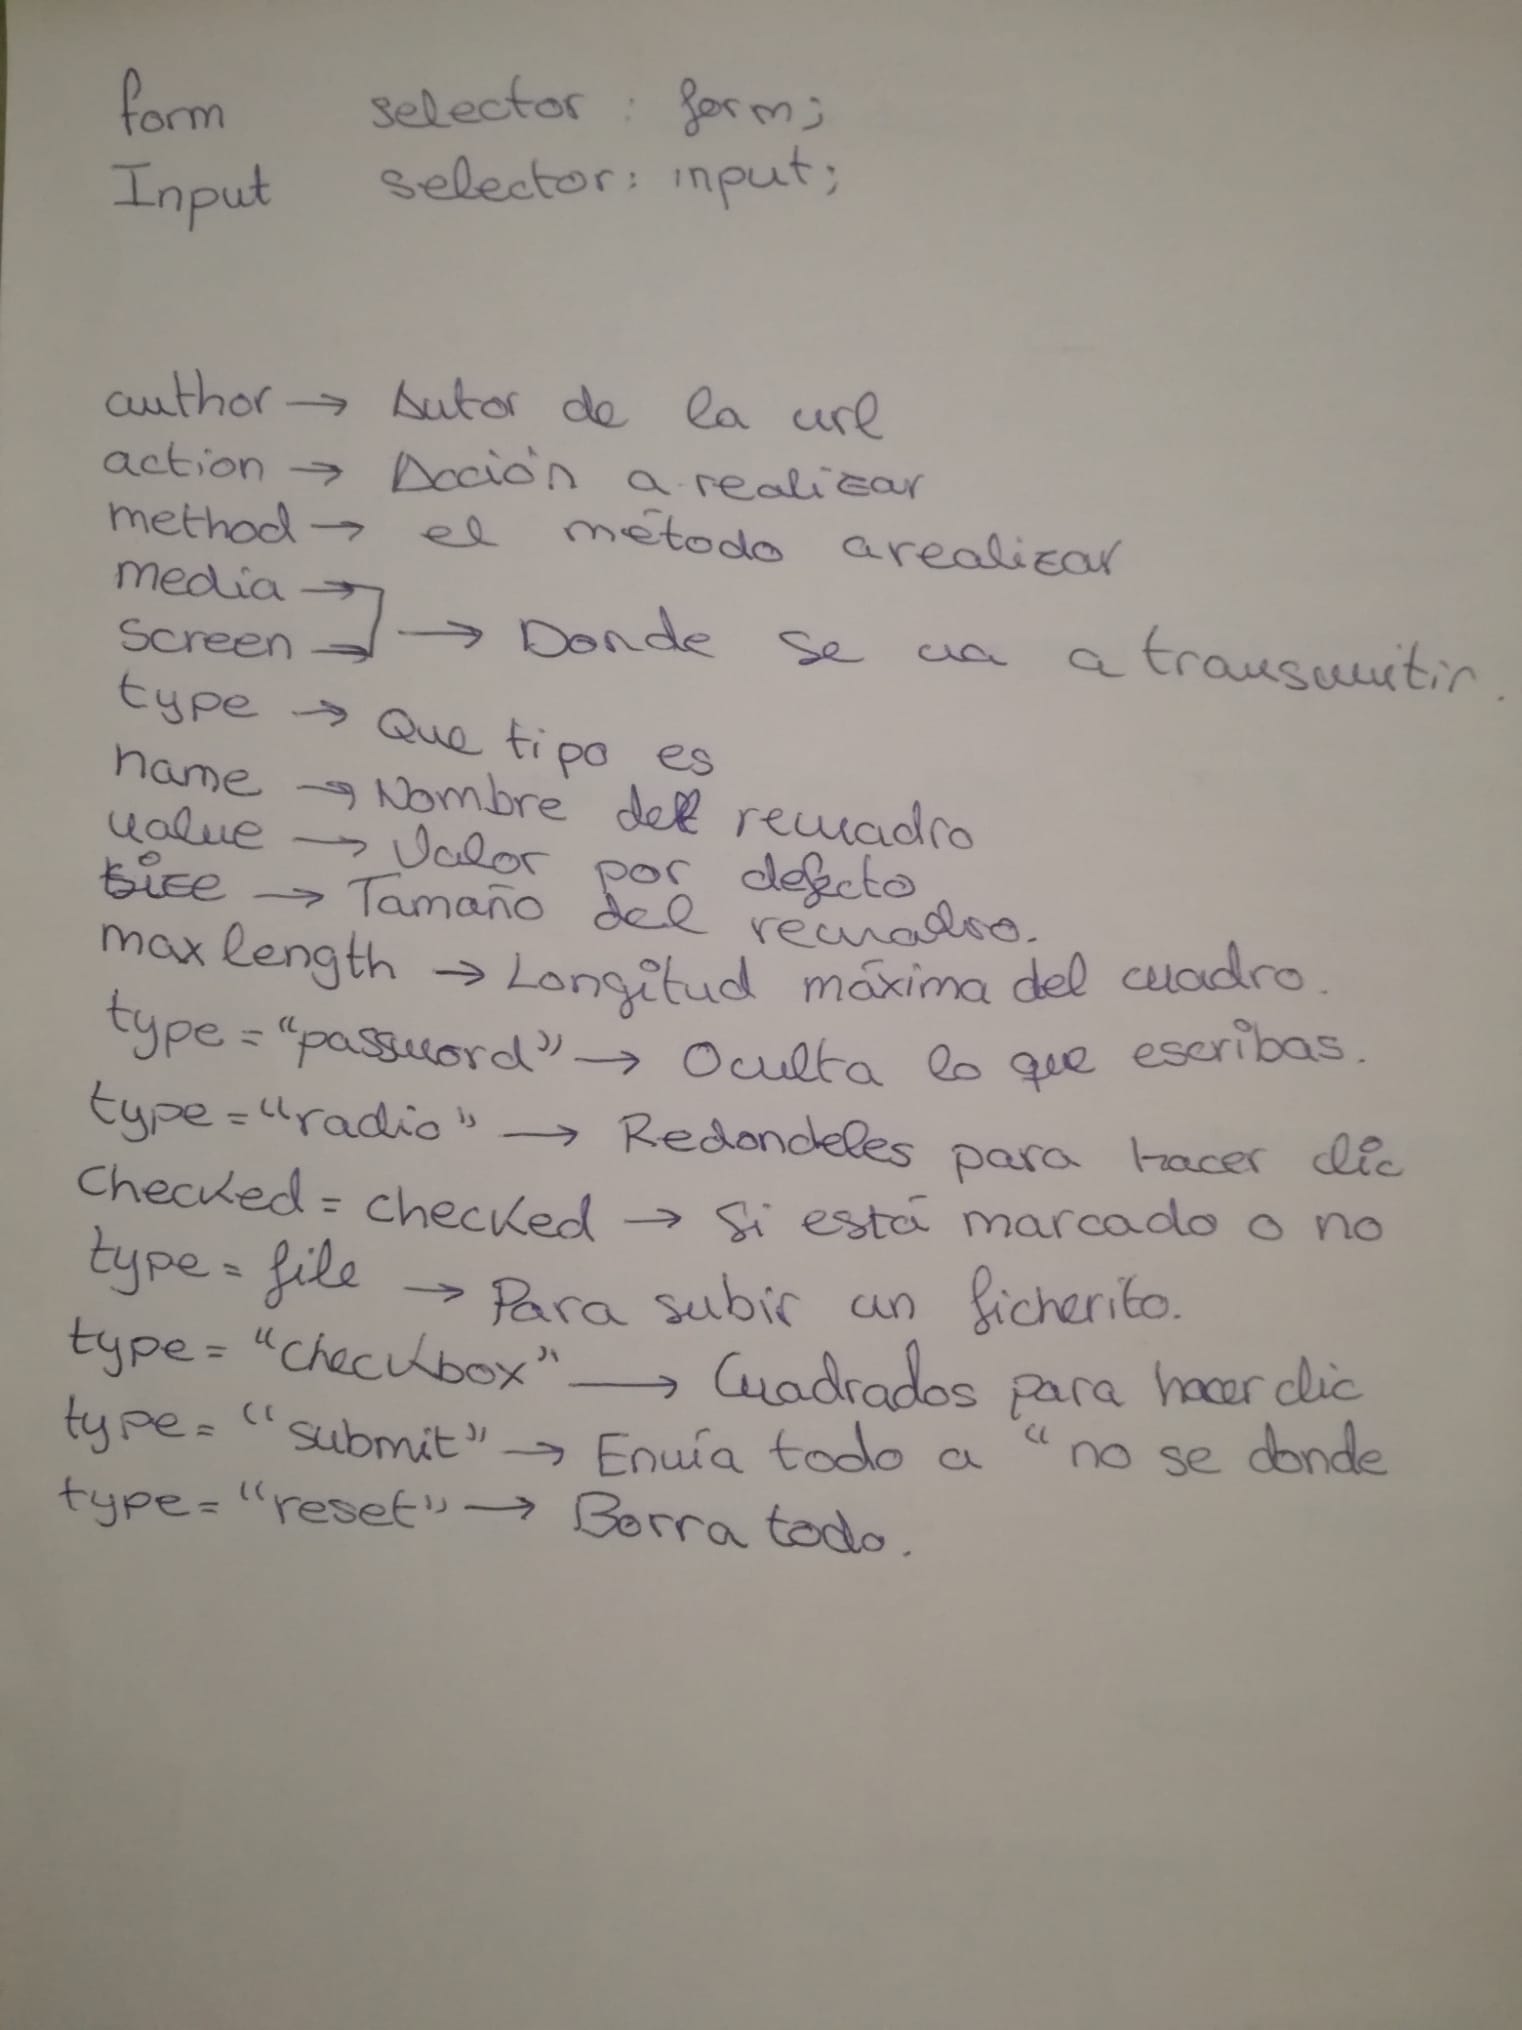 form selector : form;
Input selector: input;
author → Autor de la url
action → Acción a realizar
method → el método a realizar
media →
screen → → Donde se va a transmitir.
type → Que tipo es
name → Nombre del recuadro
value → Valor por defecto
size → Tamaño del recuadro.
max length → Longitud máxima del cuadro.
type = "password" → Oculta lo que escribas.
type = "radio" → Redondeles para hacer clic
Checked = checked → Si está marcado o no
type = file → Para subir un ficherito.
type = "checkbox" → Cuadrados para hacer clic
type = "submit" → Envía todo a "no se donde
type = "reset" → Borra todo.